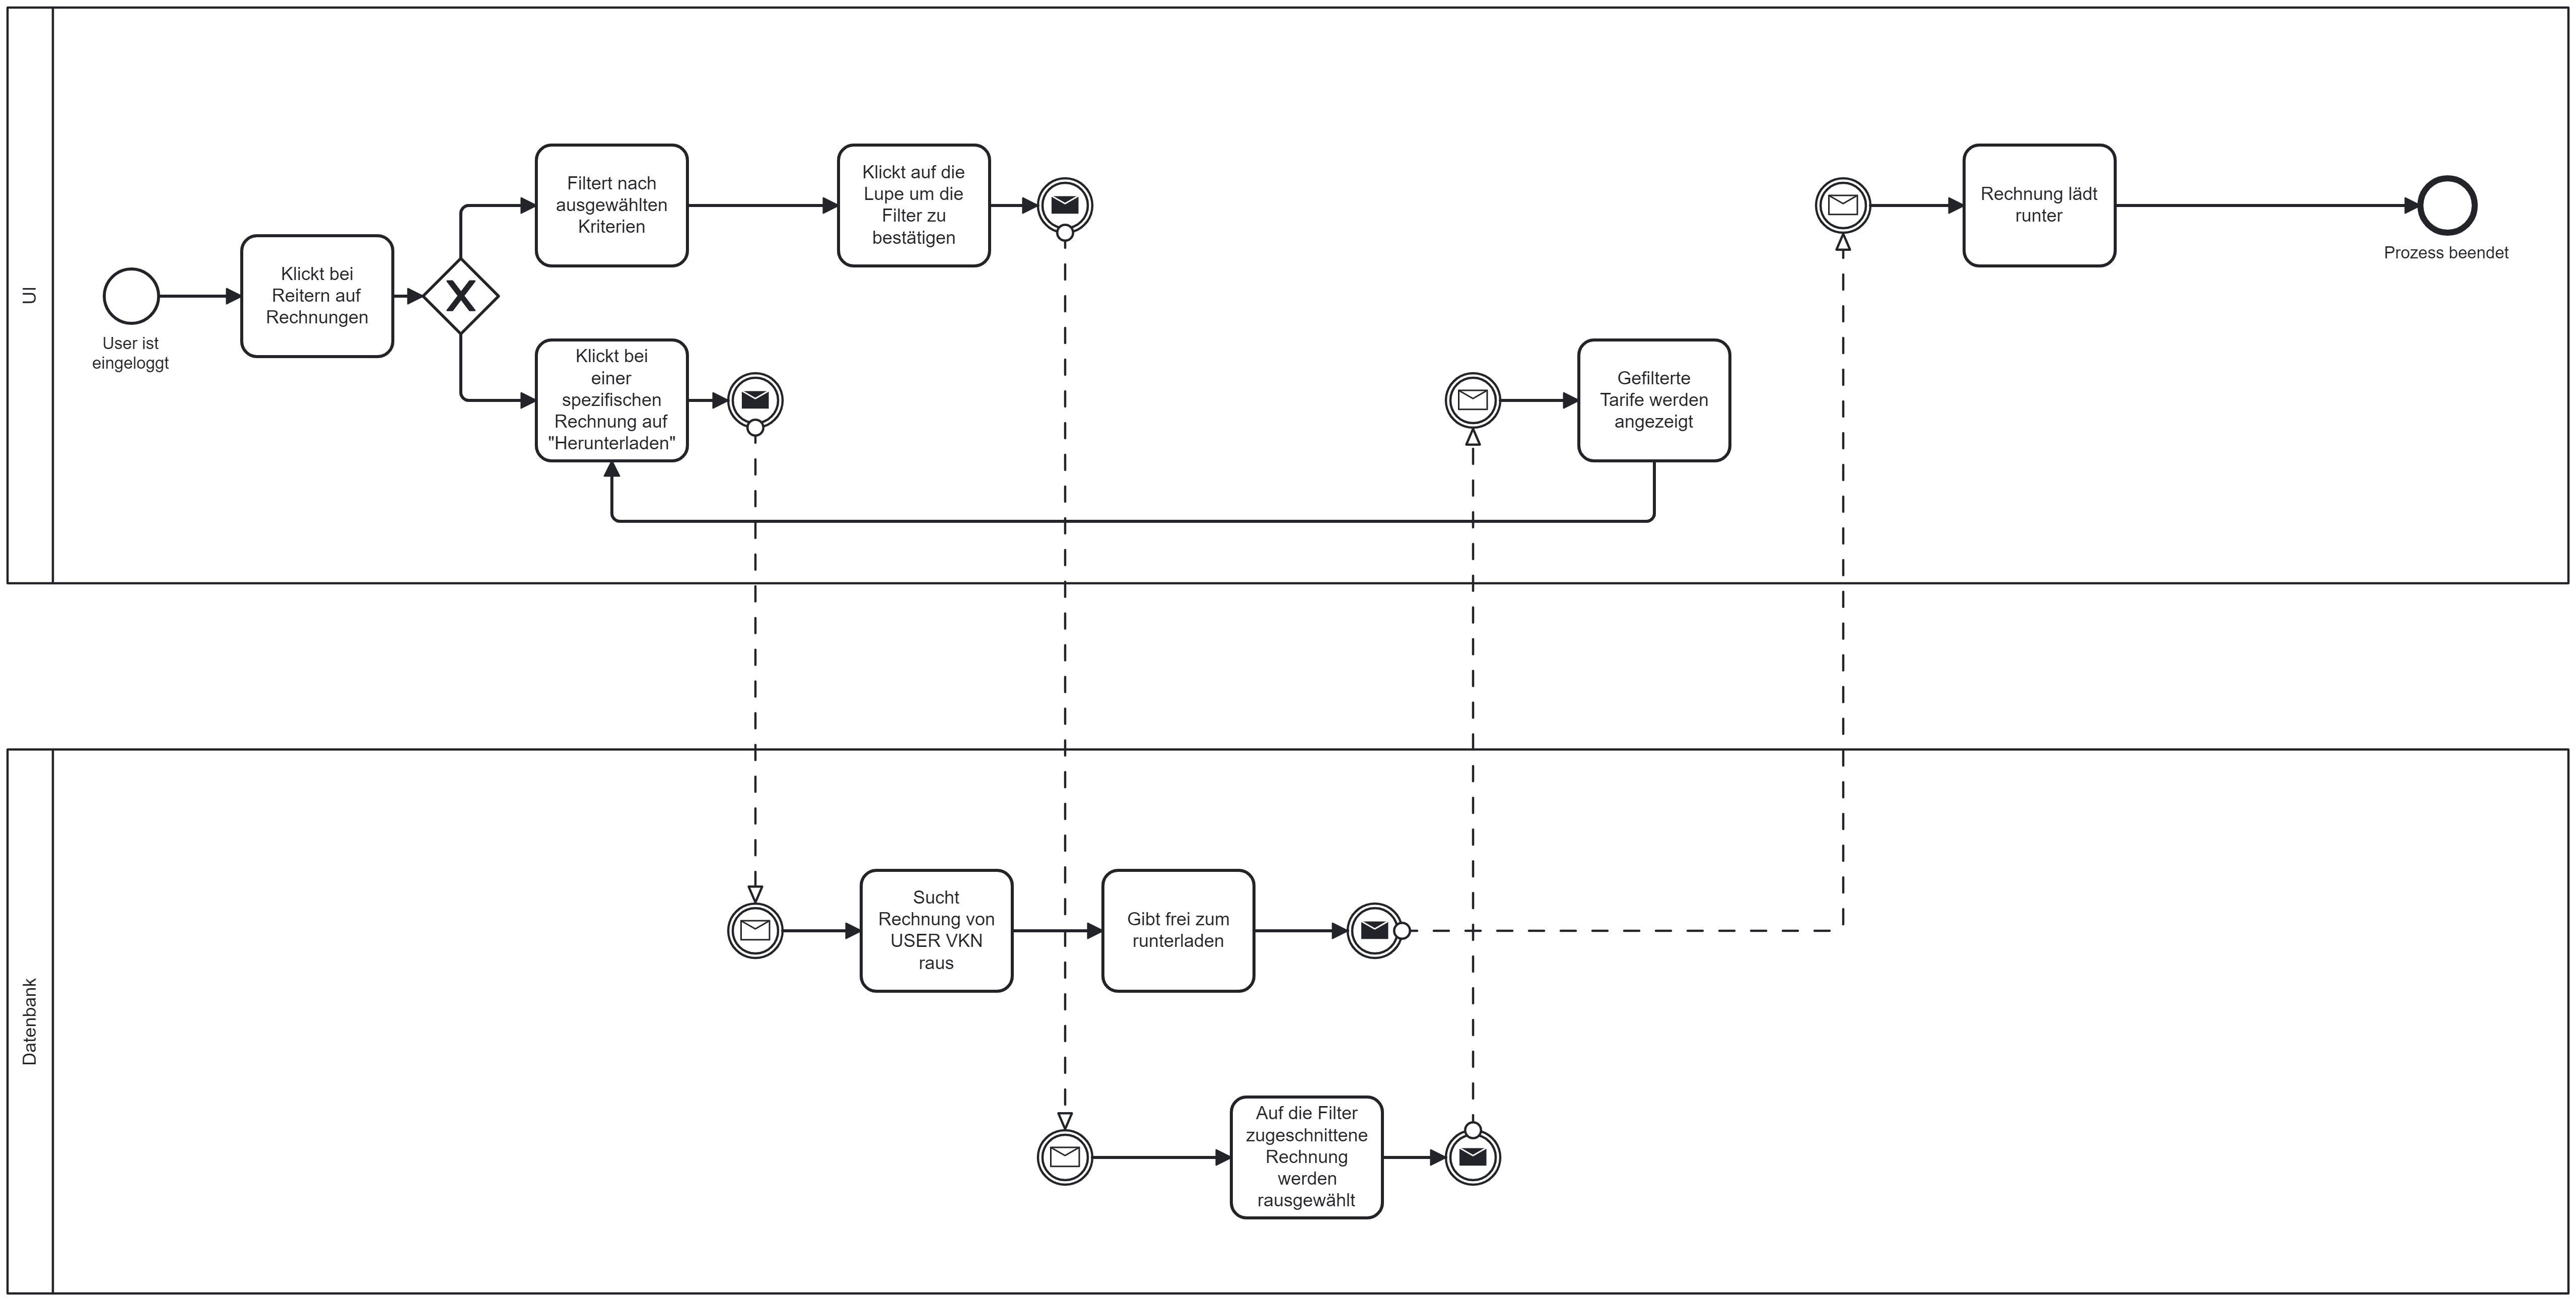 UI
User ist
eingeloggt
Klickt bei
Reitern auf
Rechnungen
X
Filtert nach
ausgewählten
Kriterien
Klickt auf die
Lupe um die
Filter zu
bestätigen
Klickt bei
einer
spezifischen
Rechnung auf
"Herunterladen"
Gefilterte
Tarife werden
angezeigt
Rechnung lädt
runter
Prozess beendet
Datenbank
Sucht
Rechnung von
USER VKN
raus
Gibt frei zum
runterladen
Auf die Filter
zugeschnittene
Rechnung
werden
rausgewählt